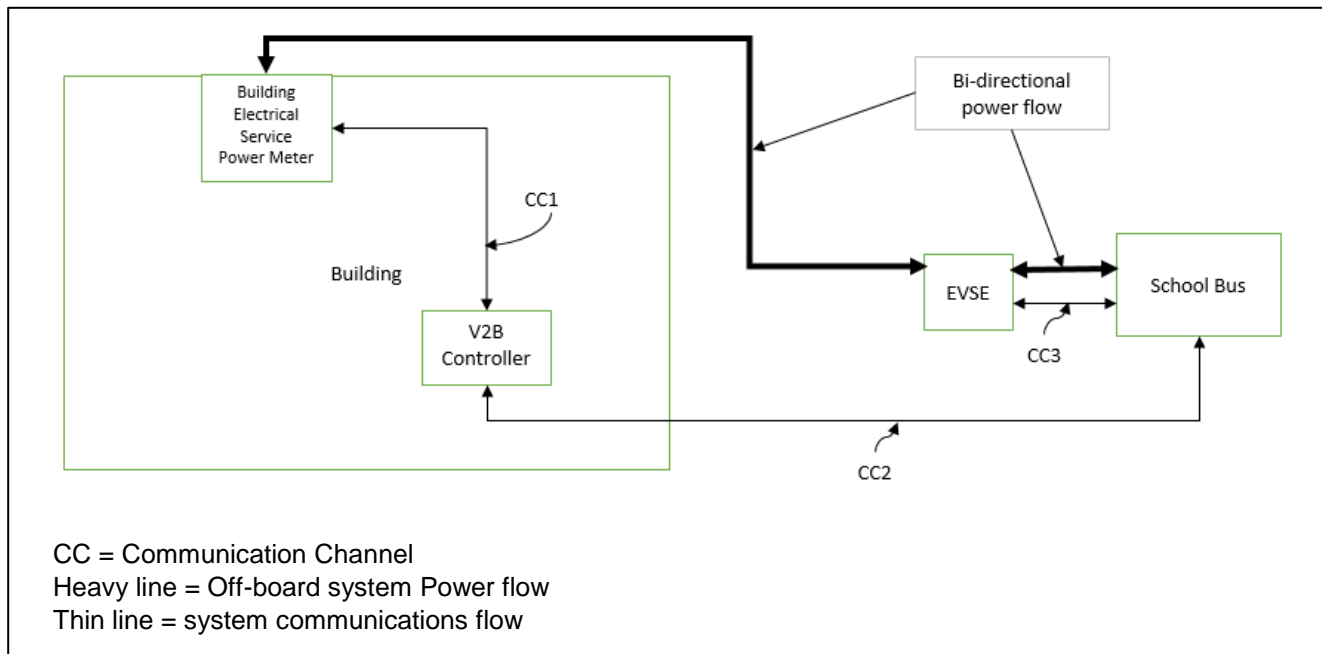 Building
Electrical
Service
Power Meter
Bi-directional
power flow
CC1
Building
V2B
Controller
EVSE
School Bus
CC3
CC2
CC = Communication Channel
Heavy line = Off-board system Power flow
Thin line = system communications flow